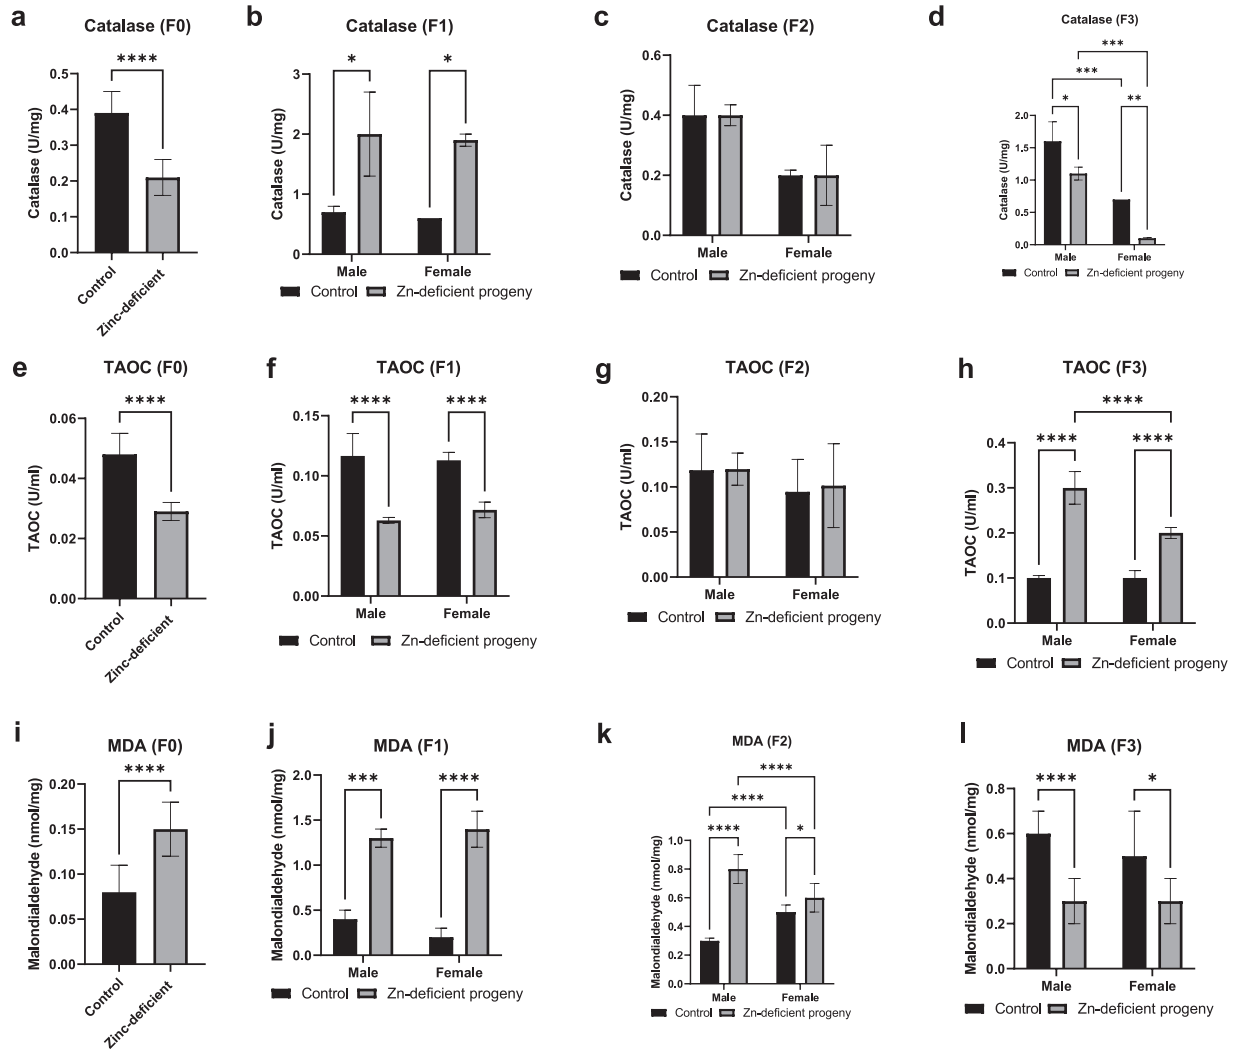 a
Catalase (F0)
****
Catalase (U/mg)
0.5
0.4
0.3
0.2
0.1
0.0
Control
Zinc-deficient
b
Catalase (F1)
*
*
Catalase (U/mg)
3
2
1
0
Male
Female
Control
Zn-deficient progeny
c
Catalase (F2)
Catalase (U/mg)
0.6
0.4
0.2
0.0
Male
Female
Control
Zn-deficient progeny
d
Catalase (F3)
***
***
*
**
Catalase (U/mg)
2.0
1.5
1.0
0.5
0.0
Male
Female
Control
Zn-deficient progeny
e
TAOC (F0)
****
TAOC (U/ml)
0.06
0.04
0.02
0.00
Control
Zinc-deficient
f
TAOC (F1)
****
****
TAOC (U/ml)
0.15
0.10
0.05
0.00
Male
Female
Control
Zn-deficient progeny
g
TAOC (F2)
TAOC (U/ml)
0.20
0.15
0.10
0.05
0.00
Male
Female
Control
Zn-deficient progeny
h
TAOC (F3)
****
****
****
TAOC (U/ml)
0.4
0.3
0.2
0.1
0.0
Male
Female
Control
Zn-deficient progeny
i
MDA (F0)
****
Malondialdehyde (nmol/mg)
0.20
0.15
0.10
0.05
0.00
Control
Zinc-deficient
j
MDA (F1)
***
****
Malondialdehyde (nmol/mg)
2.0
1.5
1.0
0.5
0.0
Male
Female
Control
Zn-deficient progeny
k
MDA (F2)
****
****
****
*
Malondialdehyde (nmol/mg)
1.0
0.8
0.6
0.4
0.2
0.0
Male
Female
Control
Zn-deficient progeny
l
MDA (F3)
****
*
Malondialdehyde (nmol/mg)
0.8
0.6
0.4
0.2
0.0
Male
Female
Control
Zn-deficient progeny